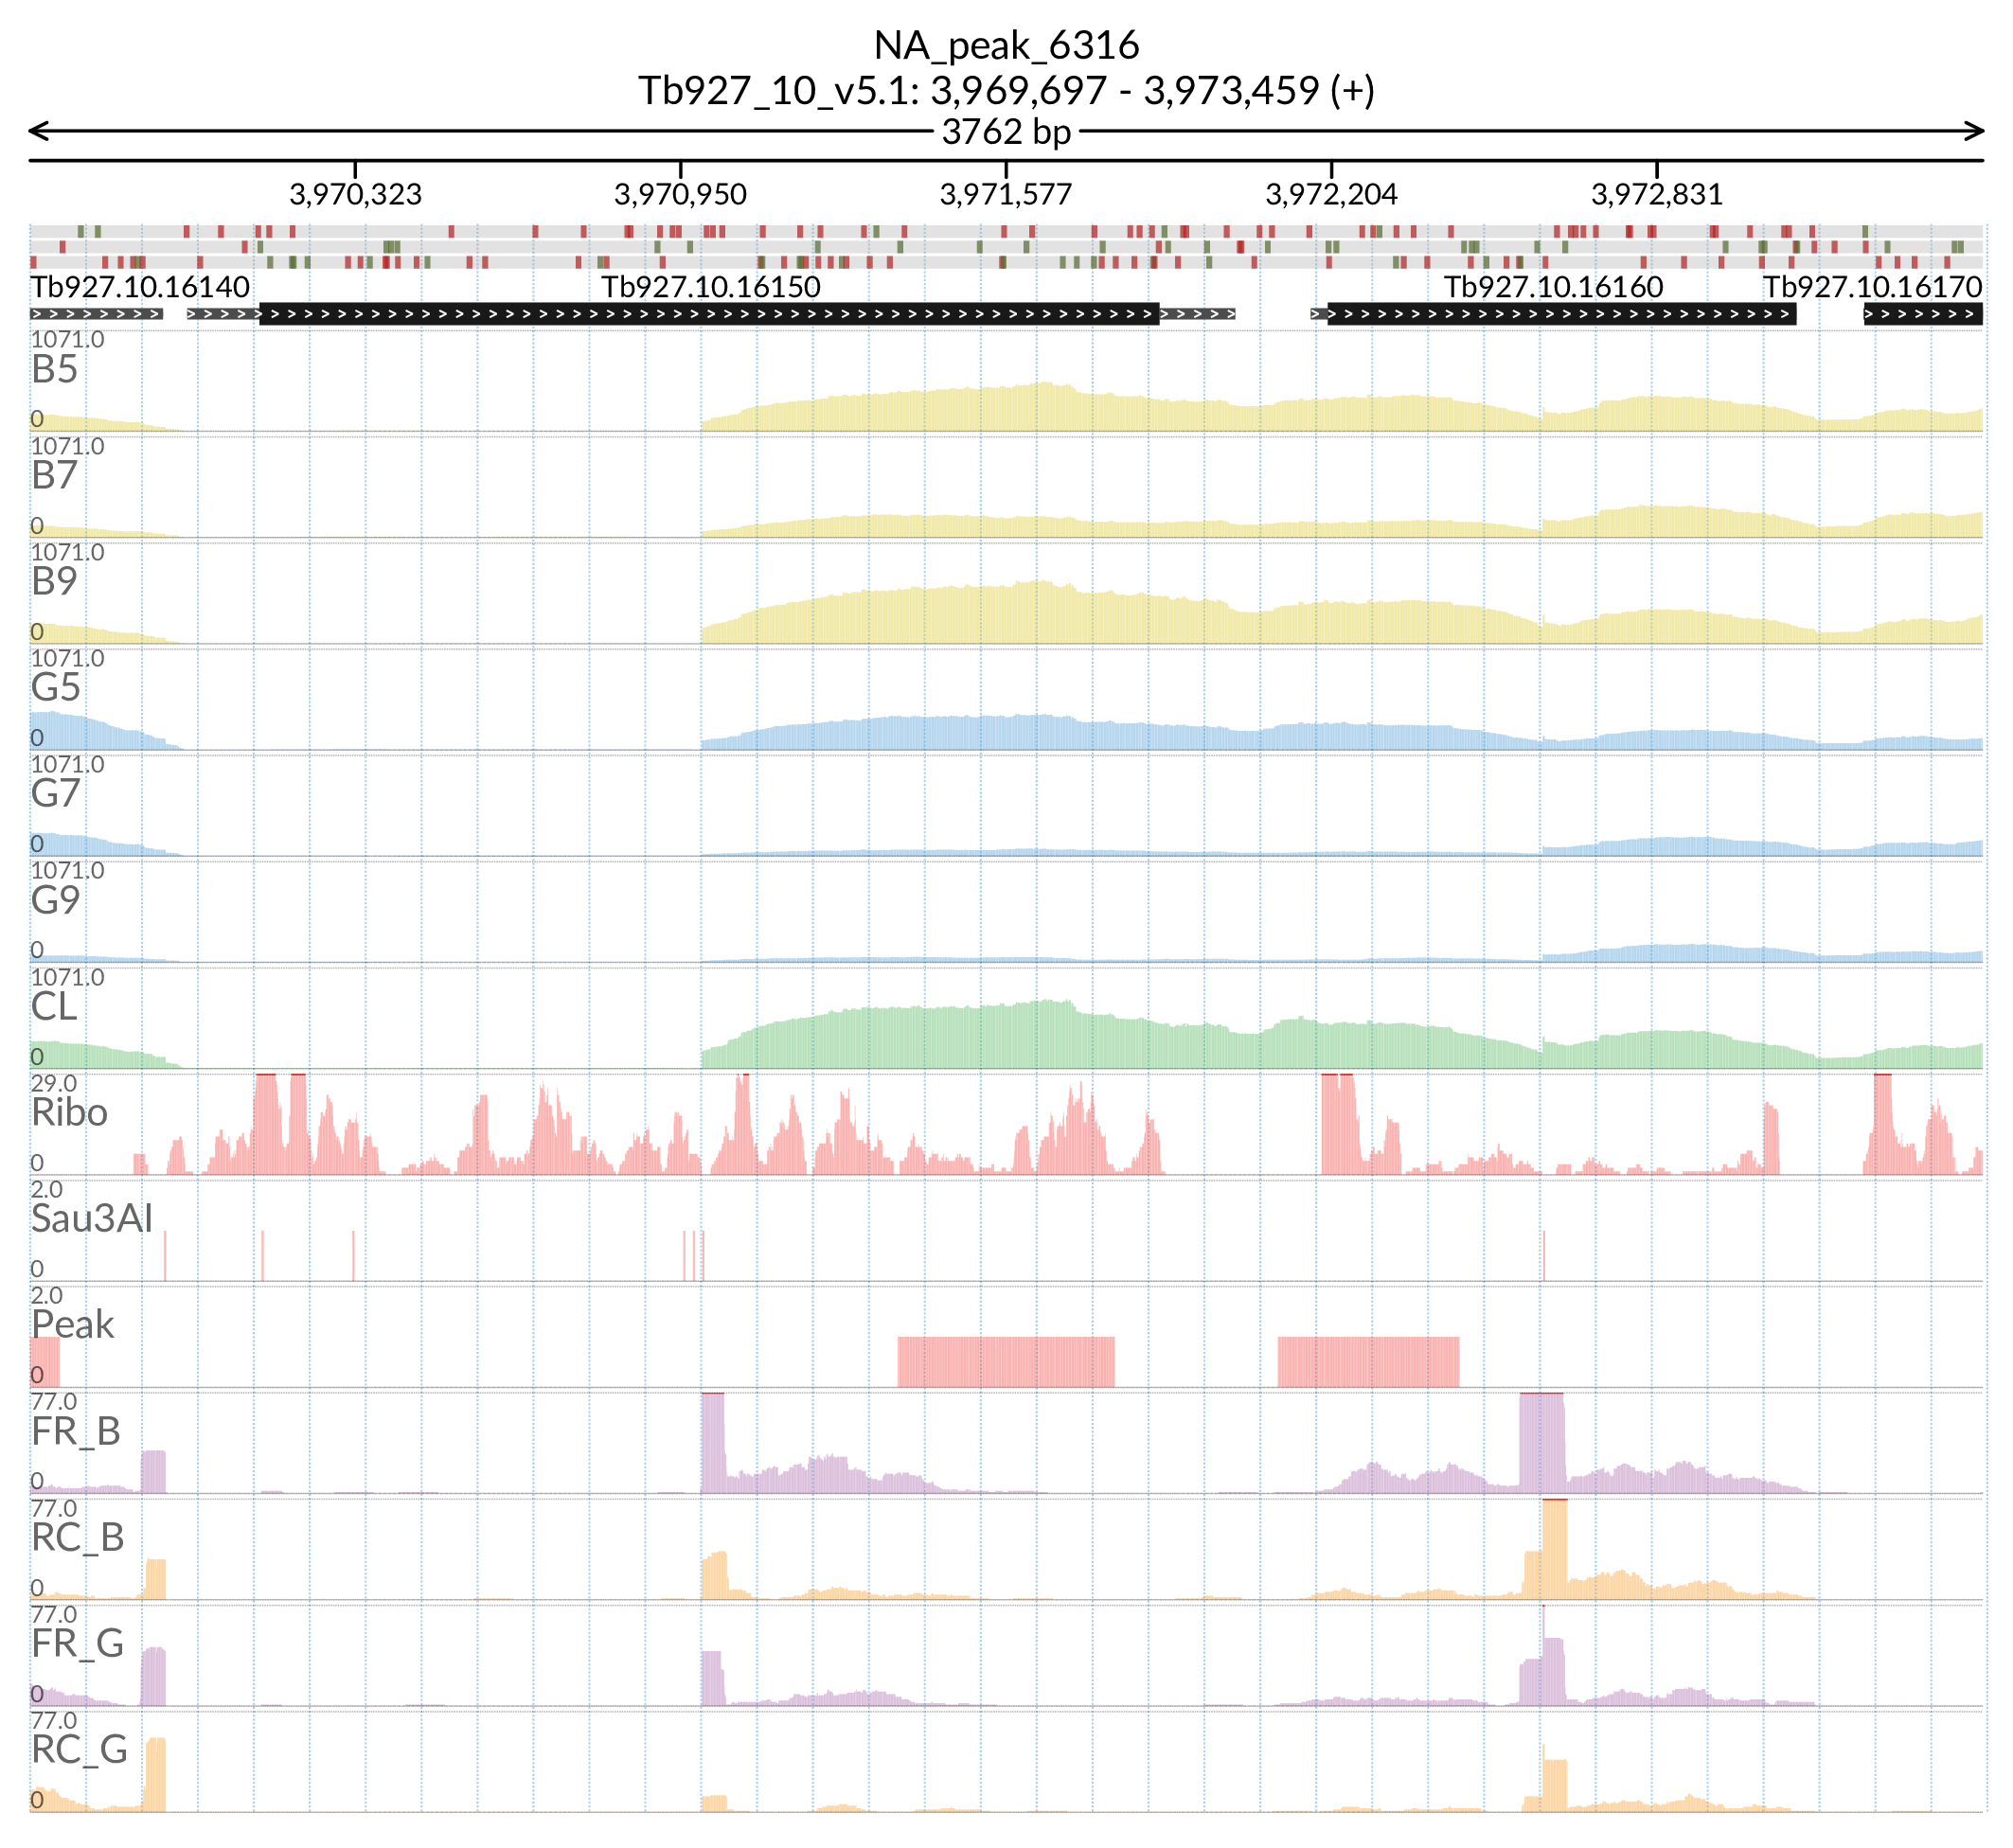 NA_peak_6316
Tb927_10_v5.1: 3,969,697 - 3,973,459 (+)
3762 bp
3,970,323 3,970,950 3,971,577 3,972,204 3,972,831
Tb927.10.16140 Tb927.10.16150 Tb927.10.16160 Tb927.10.16170
1071.0
B5
0
1071.0
B7
0
1071.0
B9
0
1071.0
G5
0
1071.0
G7
0
1071.0
G9
0
1071.0
CL
0
29.0
Ribo
0
2.0
Sau3AI
0
2.0
Peak
0
77.0
FR_B
0
77.0
RC_B
0
77.0
FR_G
0
77.0
RC_G
0